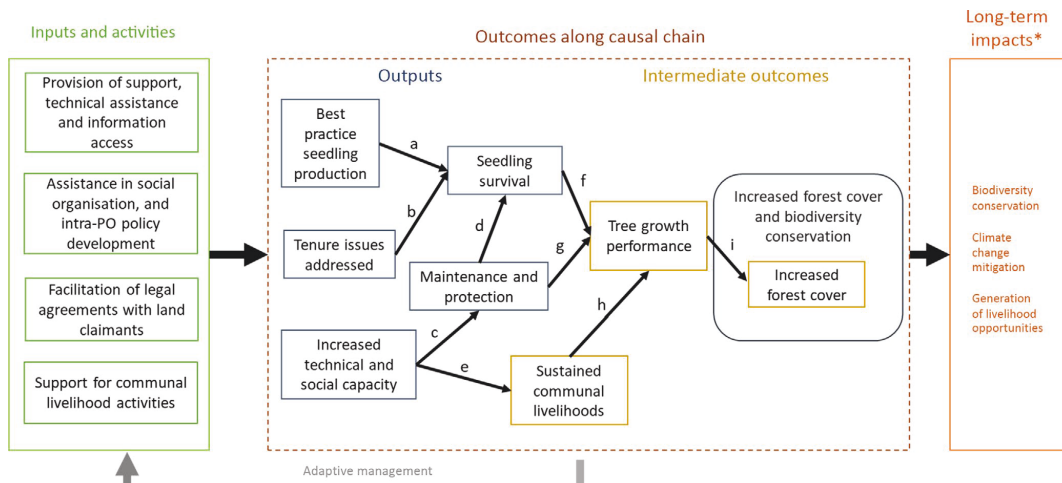 Inputs and activities
Provision of support,
technical assistance
and information
access
Assistance in social
organisation, and
intra-PO policy
development
Facilitation of legal
agreements with land
claimants
Support for communal
livelihood activities
Outcomes along causal chain
Outputs
Intermediate outcomes
Best
practice
seedling
production
a
Seedling
survival
b
Tenure issues
addressed
d
f
Maintenance and
protection
g
Tree growth
performance
c
Increased
technical and
social capacity
e
h
Sustained
communal
livelihoods
Increased forest cover
and biodiversity
conservation
i
Increased
forest cover
Long-term
impacts*
Biodiversity
conservation
Climate
change
mitigation
Generation
of livelihood
opportunities
Adaptive management